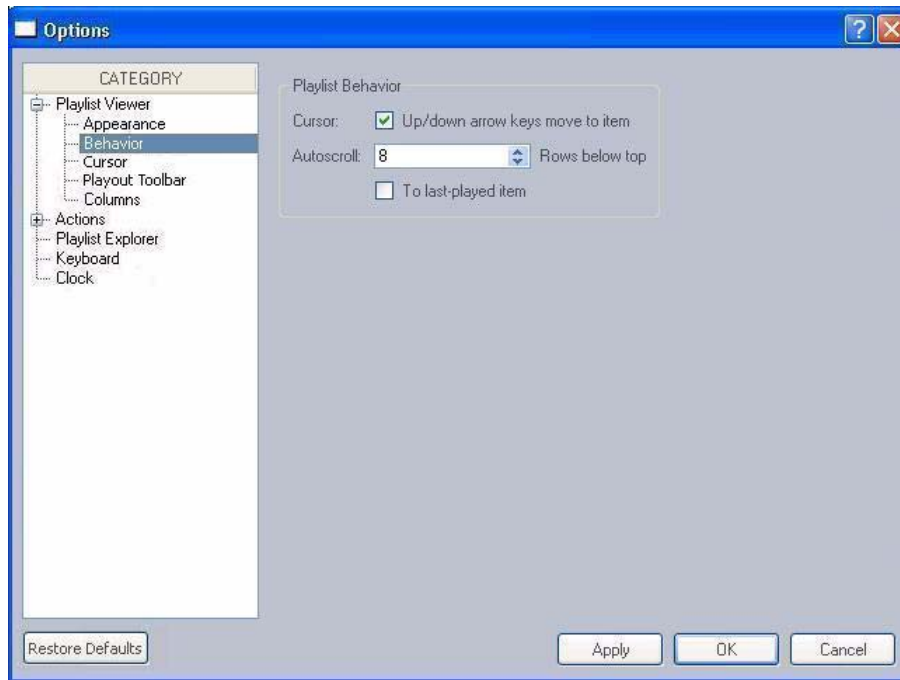 Options
CATEGORY
Playlist Viewer
Appearance
Behavior
Cursor
Playout Toolbar
Columns
Actions
Playlist Explorer
Keyboard
Clock
Playlist Behavior
Cursor: Up/down arrow keys move to item
Autoscroll: 8 Rows below top
To last-played item
Restore Defaults
Apply
OK
Cancel